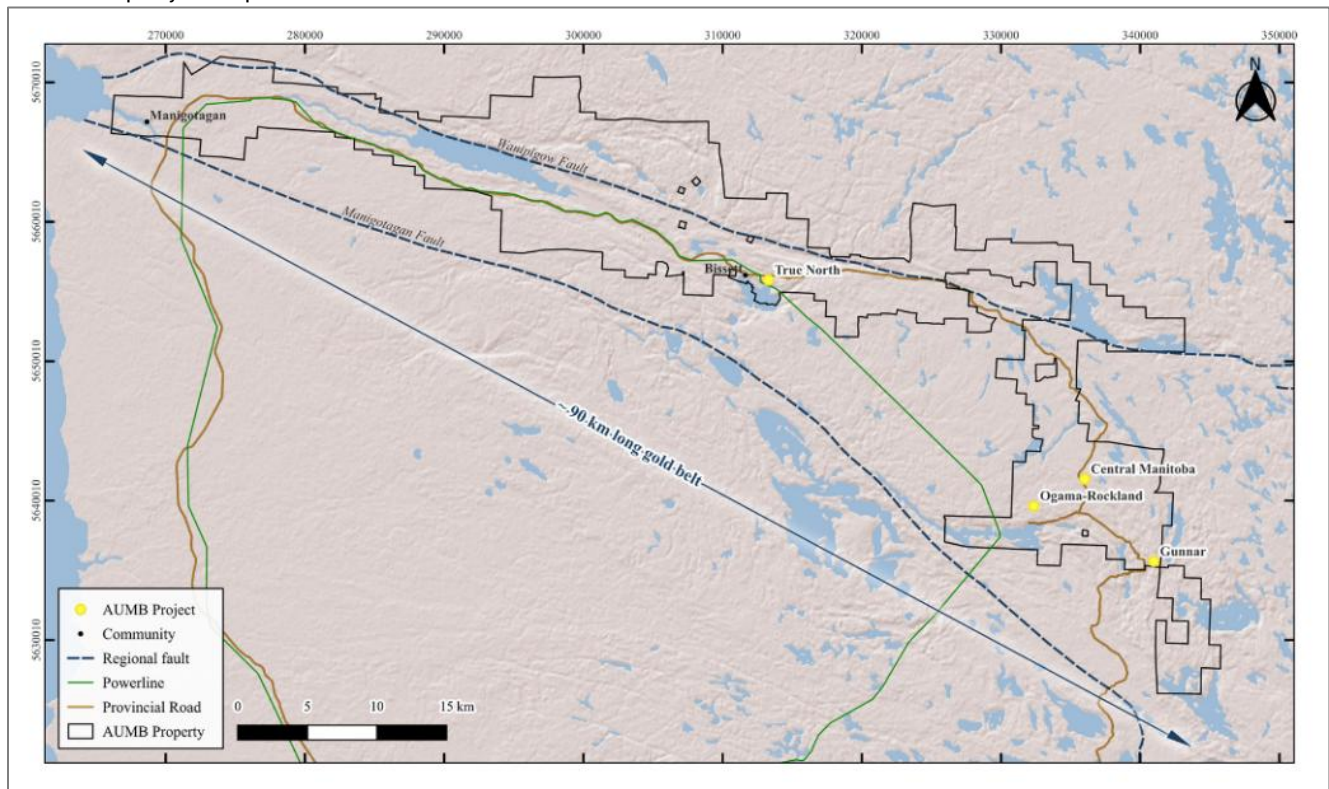 270000 280000 290000 300000 310000 320000 330000 340000 350000
5670010
5660010
5650010
5640010
5630010
N
Manigotagan
Wanipigow Fault
Manigotagan Fault
Bissett
True North
~ 90 km long gold belt
Central Manitoba
Ogama-Rockland
Gunnar
AUMB Project
Community
Regional fault
Powerline
Provincial Road
AUMB Property
0 5 10 15 km